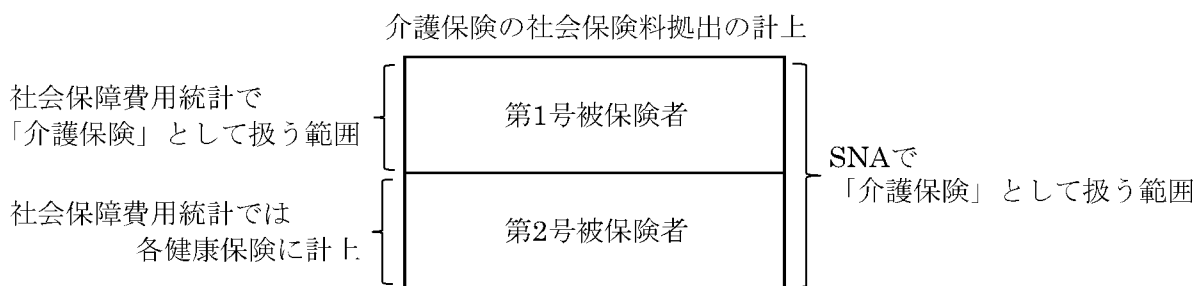 介護保険の社会保険料拠出の計上
社会保障費用統計で
「介護保険」として扱う範囲
第1号被保険者
SNAで
「介護保険」として扱う範囲
社会保障費用統計では
各健康保険に計上
第2号被保険者